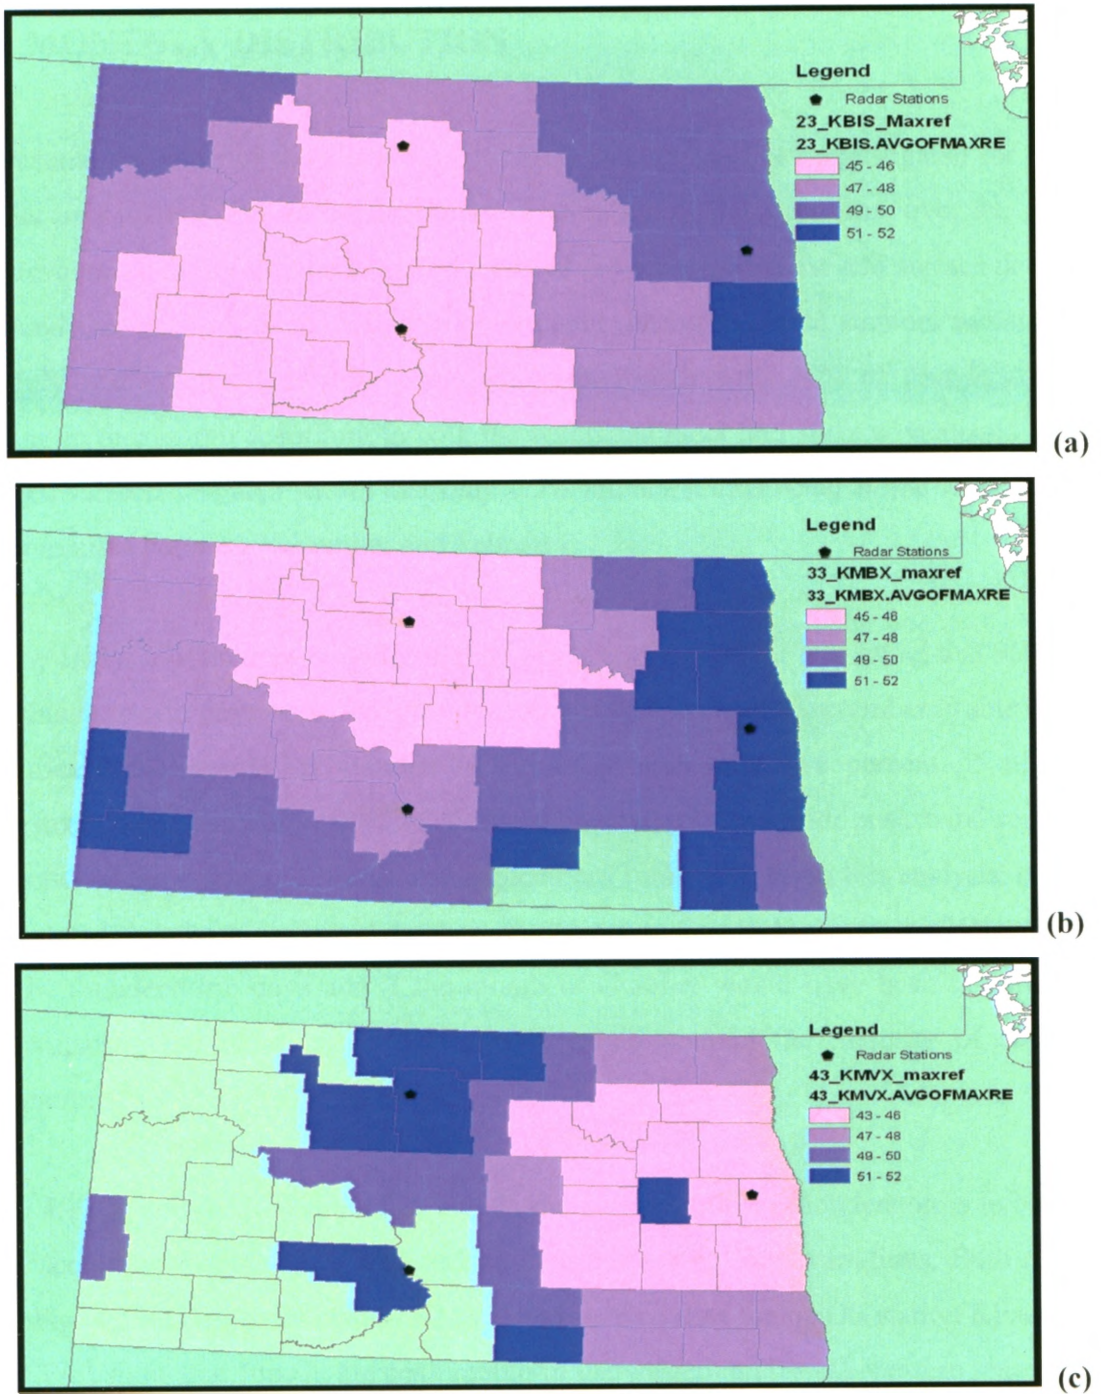 Legend
Radar Stations
23_KBIS_Maxref
23_KBIS.AVGOFMAXRE
45 - 46
47 - 48
49 - 50
51 - 52
(a)
Legend
Radar Stations
33_KMBX_maxref
33_KMBX.AVGOFMAXRE
45 - 46
47 - 48
49 - 50
51 - 52
(b)
Legend
Radar Stations
43_KMVX_maxref
43_KMVX.AVGOFMAXRE
43 - 46
47 - 48
49 - 50
51 - 52
(c)